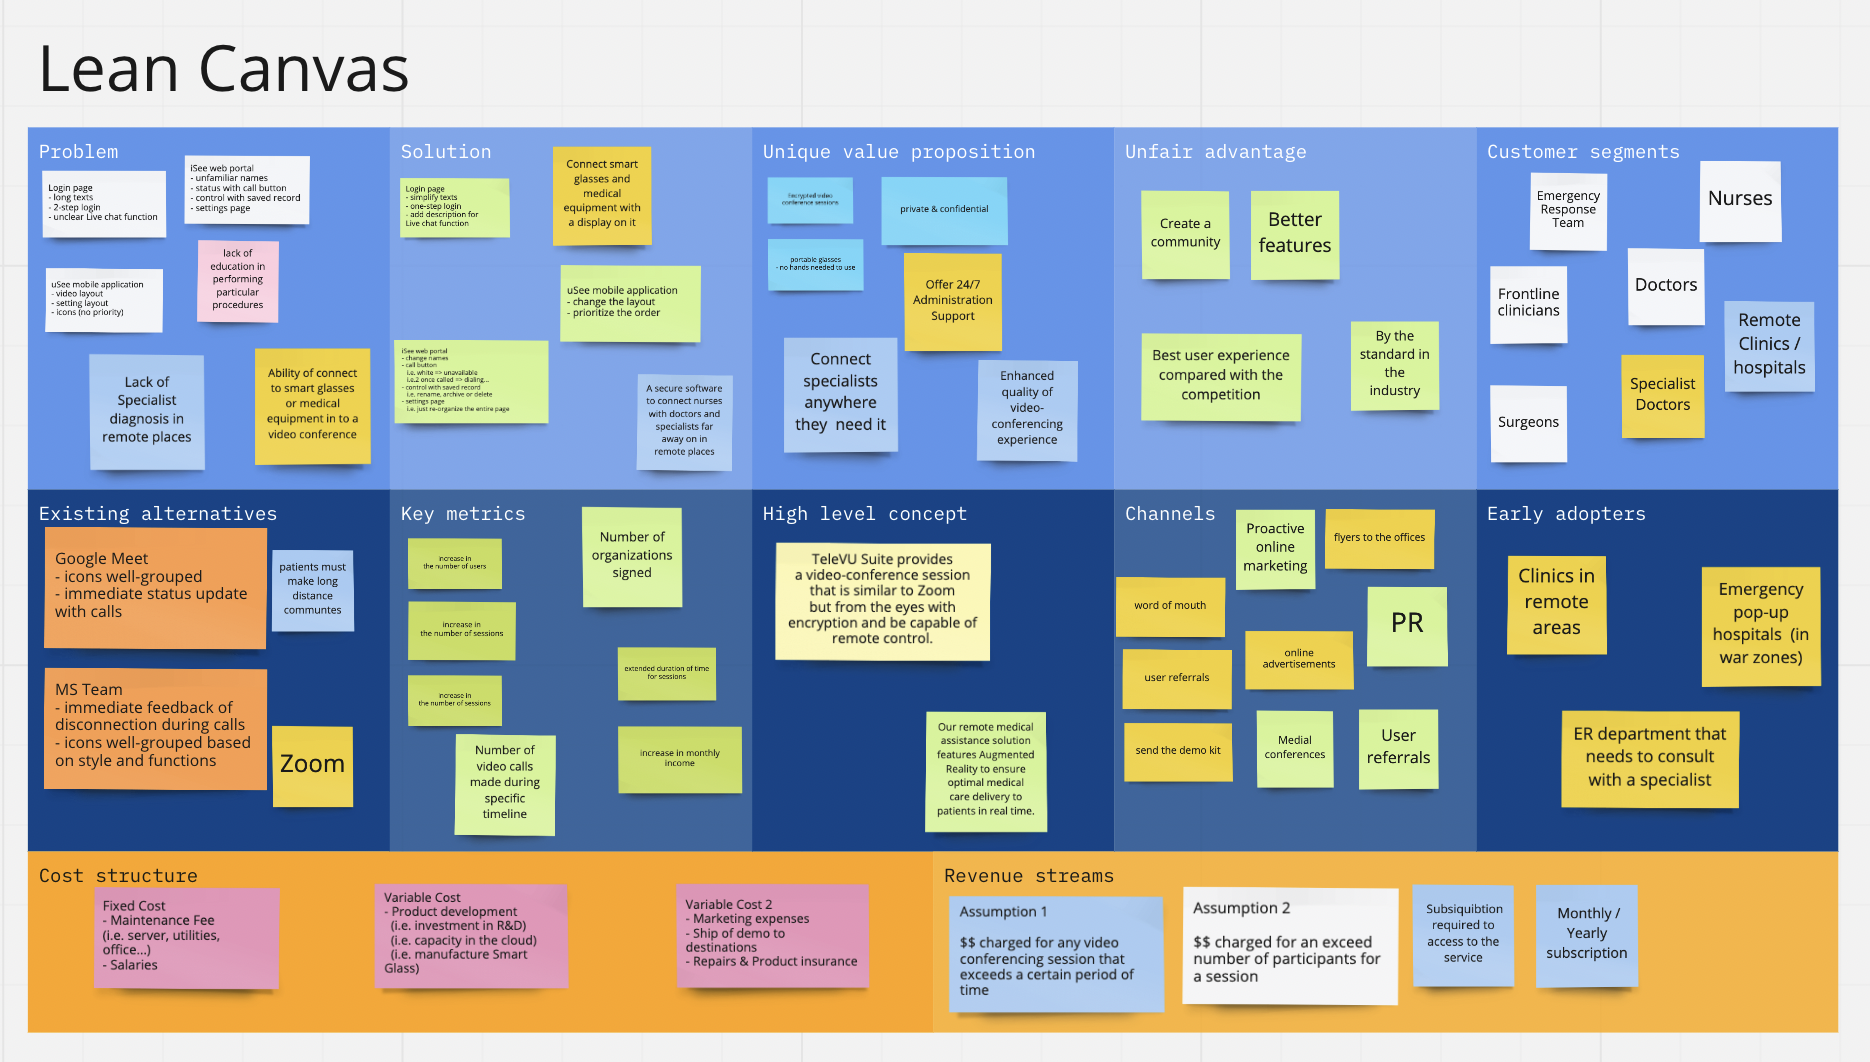 Lean Canvas
Problem
Login page
- long texts
- 2-step login
- unclear Live chat function
iSee web portal
- unfamiliar names
- status with call button
- control with saved record
- settings page
lack of
education in
performing
particular
procedures
uSee mobile application
- video layout
- setting layout
- icons (no priority)
Lack of
Specialist
diagnosis in
remote places
Ability of connect
to smart glasses
or medical
equipment in to a
video conference
Solution
Login page
- simplify texts
- one-step login
- add description for
Live chat function
Connect smart
glasses and
medical
equipment with
a display on it
uSee mobile application
- change the layout
- prioritize the order
iSee web portal
- change names
- call button
i.e. white => unavailable
i.e.2 once called => dialing...
- control with saved record
i.e. rename, archive or delete
- settings page
i.e. just re-organize the entire page
A secure software
to connect nurses
with doctors and
specialists far
away on in
remote places
Unique value proposition
Encrypted video
conference sessions
private & confidential
portable glasses
- no hands needed to use
Offer 24/7
Administration
Support
Connect
specialists
anywhere
they need it
Enhanced
quality of
video-
conferencing
experience
Unfair advantage
Create a
community
Better
features
Best user experience
compared with the
competition
By the
standard in
the
industry
Customer segments
Emergency
Response
Team
Nurses
Frontline
clinicians
Doctors
Remote
Clinics /
hospitals
Specialist
Doctors
Surgeons
Existing alternatives
Google Meet
- icons well-grouped
- immediate status update
with calls
patients must
make long
distance
communtes
MS Team
- immediate feedback of
disconnection during calls
- icons well-grouped based
on style and functions
Zoom
Key metrics
increase in
the number of users
Number of
organizations
signed
increase in
the number of sessions
extended duration of time
for sessions
increase in
the number of sessions
Number of
video calls
made during
specific
timeline
increase in monthly
income
High level concept
TeleVU Suite provides
a video-conference session
that is similar to Zoom
but from the eyes with
encryption and be capable of
remote control.
Our remote medical
assistance solution
features Augmented
Reality to ensure
optimal medical
care delivery to
patients in real time.
Channels
Proactive
online
marketing
flyers to the offices
word of mouth
PR
online
advertisements
user referrals
send the demo kit
Medial
conferences
User
referrals
Early adopters
Clinics in
remote
areas
Emergency
pop-up
hospitals (in
war zones)
ER department that
needs to consult
with a specialist
Cost structure
Fixed Cost
- Maintenance Fee
(i.e. server, utilities,
office...)
- Salaries
Variable Cost
- Product development
(i.e. investment in R&D)
(i.e. capacity in the cloud)
(i.e. manufacture Smart
Glass)
Variable Cost 2
- Marketing expenses
- Ship of demo to
destinations
- Repairs & Product insurance
Revenue streams
Assumption 1
$$ charged for any video
conferencing session that
exceeds a certain period of
time
Assumption 2
$$ charged for an exceed
number of participants for
a session
Subsiquibtion
required to
access to the
service
Monthly /
Yearly
subscription